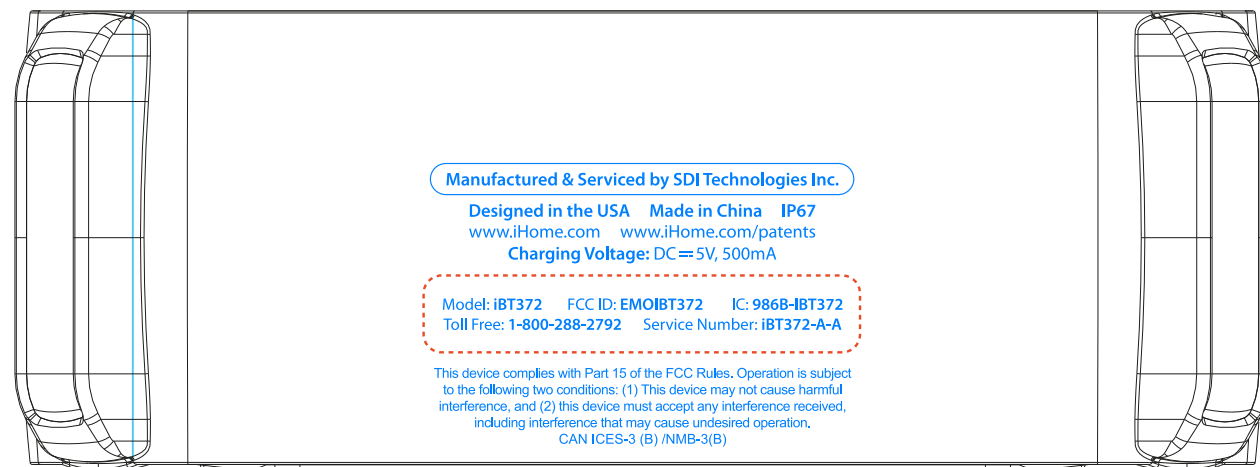 Manufactured & Serviced by SDI Technologies Inc.
Designed in the USA Made in China IP67
www.iHome.com www.iHome.com/patents
Charging Voltage: DC⎓5V, 500mA
Model: iBT372 FCC ID: EMOIBT372 IC: 986B-IBT372
Toll Free: 1-800-288-2792 Service Number: iBT372-A-A
This device complies with Part 15 of the FCC Rules. Operation is subject
to the following two conditions: (1) This device may not cause harmful
interference, and (2) this device must accept any interference received,
including interference that may cause undesired operation.
CAN ICES-3 (B) /NMB-3(B)